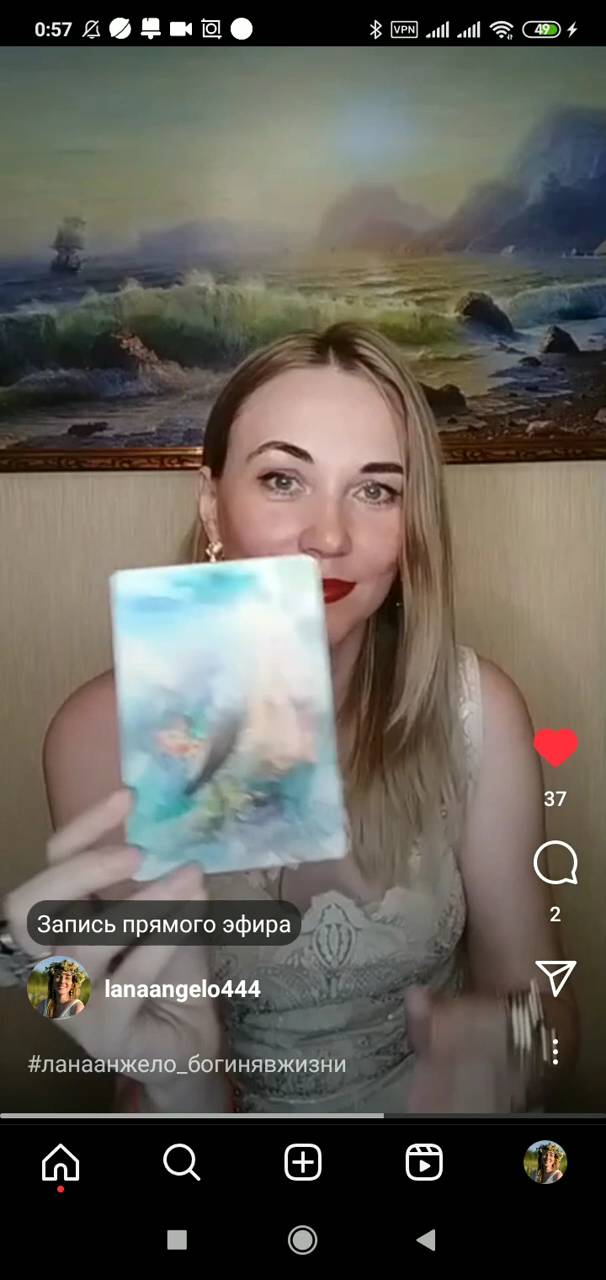 0:57
VPN
49
37
2
Запись прямого эфира
lanaangelo444
#ланаанжело_богинявжизни